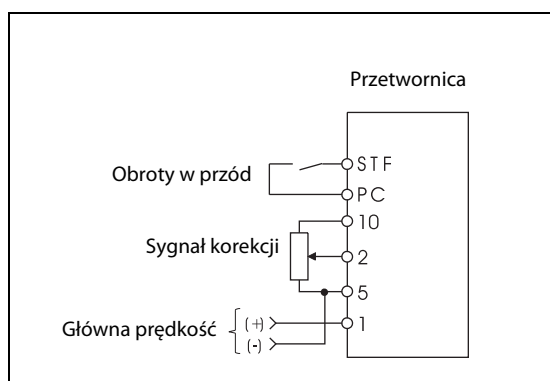 Przetwornica
Obroty w przód
STF
PC
10
Sygnał korekcji
2
5
Główna prędkość
(+)
1
(-)